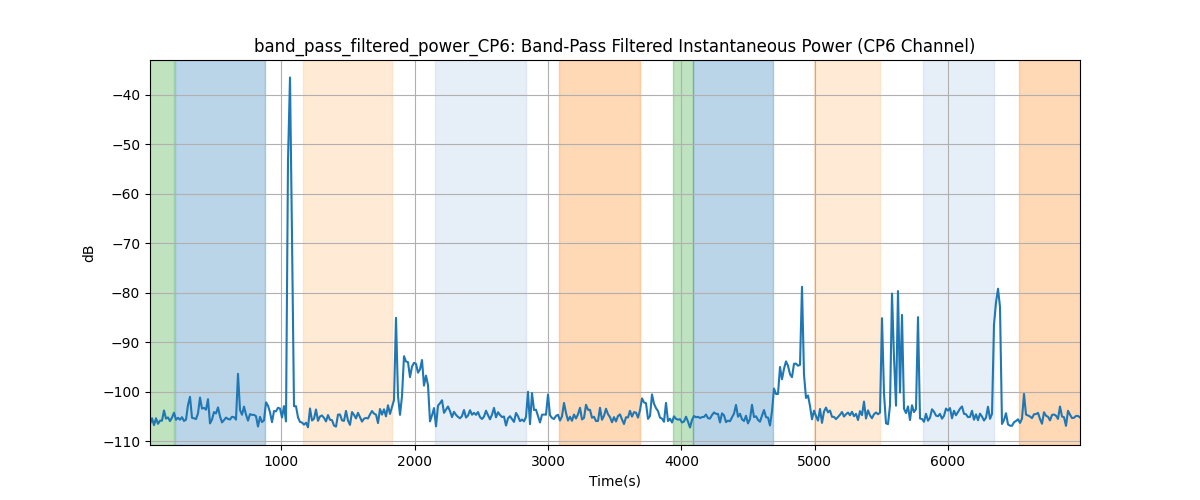 band_pass_filtered_power_CP6: Band-Pass Filtered Instantaneous Power (CP6 Channel)
−40
−50
−60
−70
−80
−90
−100
−110
dB
1000 2000 3000 4000 5000 6000
Time(s)